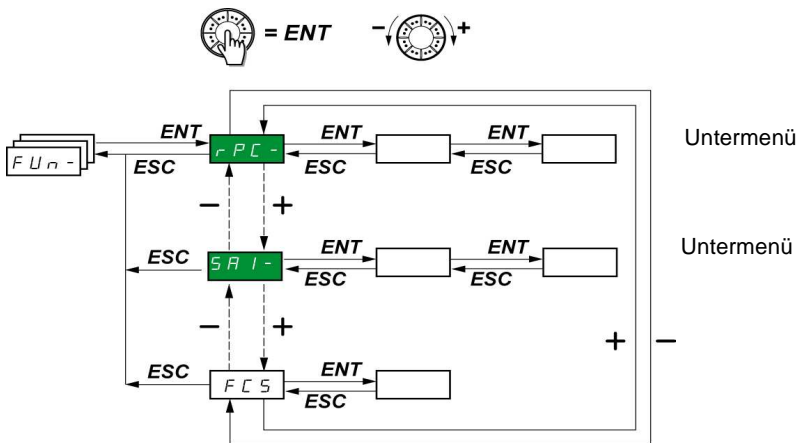 = ENT - +
ENT ENT ENT
FUn- rPC- Untermenü
ESC ESC ESC
- +
ESC SA1- ENT ENT Untermenü
ESC ESC
- + + -
ESC FCS ENT
ESC